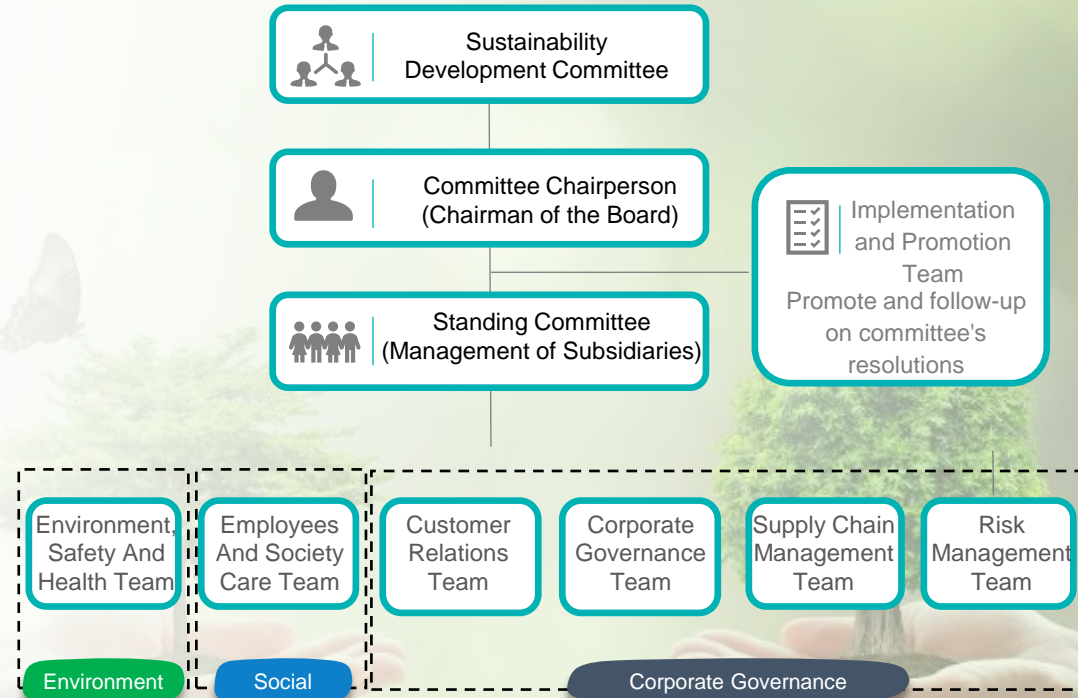 Sustainability
Development Committee
Committee Chairperson
(Chairman of the Board)
Implementation
and Promotion
Team
Promote and follow-up
on committee's
resolutions
Standing Committee
(Management of Subsidiaries)
Environment,
Safety And
Health Team
Employees
And Society
Care Team
Customer
Relations
Team
Corporate
Governance
Team
Supply Chain
Management
Team
Risk
Management
Team
Environment
Social
Corporate Governance